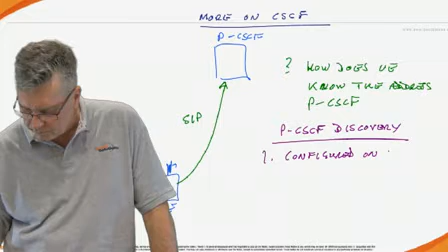 MORE ON CSCF
P-CSCF
? HOW DOES UE
KNOW THE ADDRESS
P-CSCF
SIP
P-CSCF DISCOVERY
1. CONFIGURED ON